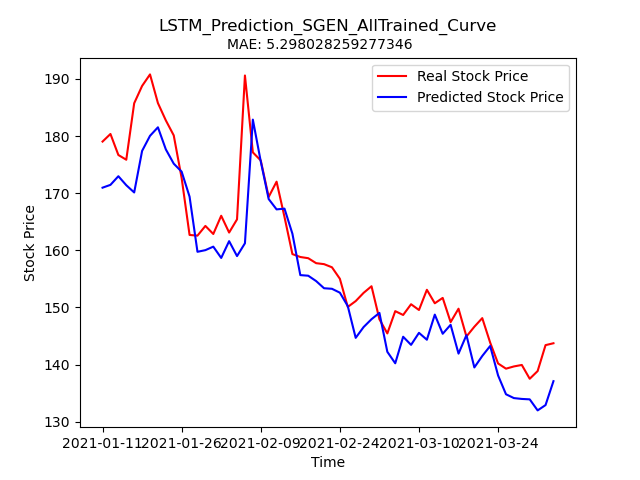 LSTM_Prediction_SGEN_AllTrained_Curve
MAE: 5.298028259277346
Real Stock Price
Predicted Stock Price
190
180
170
160
150
140
130
Stock Price
2021-01-11 2021-01-26 2021-02-09 2021-02-24 2021-03-10 2021-03-24
Time